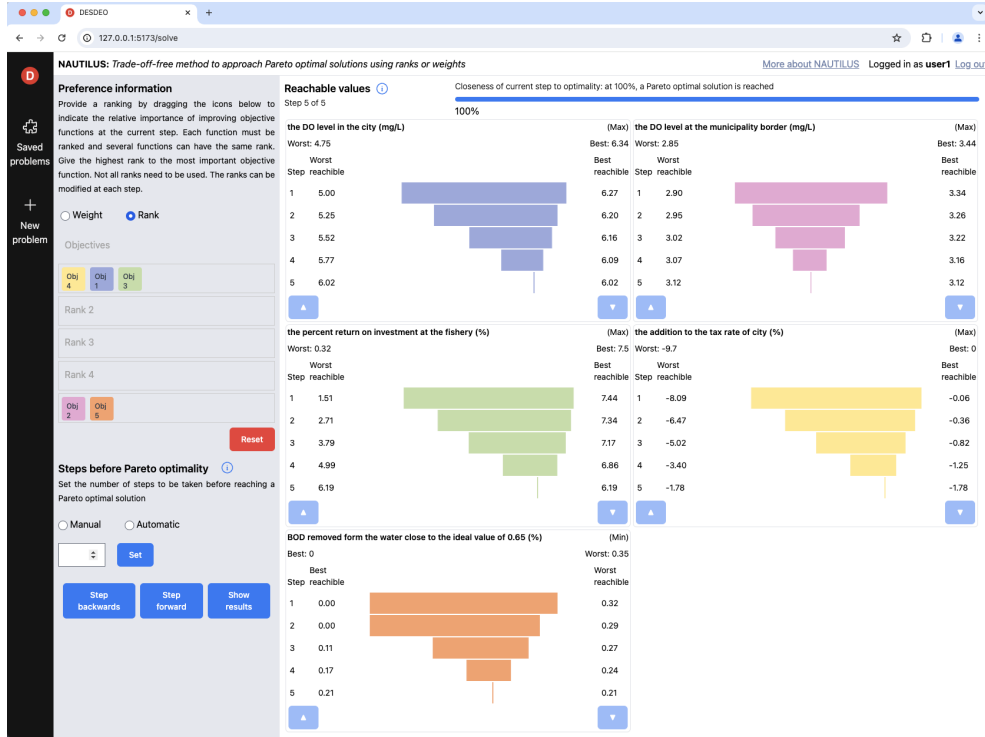 D DESDEO × +
127.0.0.1:5173/solve
D
Saved
problems
New
problem
NAUTILUS: Trade-off-free method to approach Pareto optimal solutions using ranks or weights
More about NAUTILUS Logged in as user1 Log out
Preference information
Provide a ranking by dragging the icons below to
indicate the relative importance of improving objective
functions at the current step. Each function must be
ranked and several functions can have the same rank.
Give the highest rank to the most important objective
function. Not all ranks need to be used. The ranks can be
modified at each step.
Weight Rank
Objectives
Obj 4 Obj 1 Obj 3
Rank 2
Rank 3
Rank 4
Obj 2 Obj 5
Reset
Steps before Pareto optimality
Set the number of steps to be taken before reaching a
Pareto optimal solution
Manual Automatic
Set
Step backwards Step forward Show results
Reachable values
Step 5 of 5
Closeness of current step to optimality: at 100%, a Pareto optimal solution is reached
100%
the DO level in the city (mg/L) (Max)
Worst: 4.75 Best: 6.34
Worst Best
Step reachable reachable
1 5.00 6.27
2 5.25 6.20
3 5.52 6.16
4 5.77 6.09
5 6.02 6.02
the DO level at the municipality border (mg/L) (Max)
Worst: 2.85 Best: 3.44
Worst Best
Step reachable reachable
1 2.90 3.34
2 2.95 3.26
3 3.02 3.22
4 3.07 3.16
5 3.12 3.12
the percent return on investment at the fishery (%) (Max)
Worst: 0.32 Best: 7.5
Worst Best
Step reachable reachable
1 1.51 7.44
2 2.71 7.34
3 3.79 7.17
4 4.99 6.86
5 6.19 6.19
the addition to the tax rate of city (%) (Max)
Worst: -9.7 Best: 0
Worst Best
Step reachable reachable
1 -8.09 -0.06
2 -6.47 -0.36
3 -5.02 -0.82
4 -3.40 -1.25
5 -1.78 -1.78
BOD removed form the water close to the ideal value of 0.65 (%) (Min)
Best: 0 Worst: 0.35
Best Worst
Step reachible reachible
1 0.00 0.32
2 0.00 0.29
3 0.11 0.27
4 0.17 0.24
5 0.21 0.21